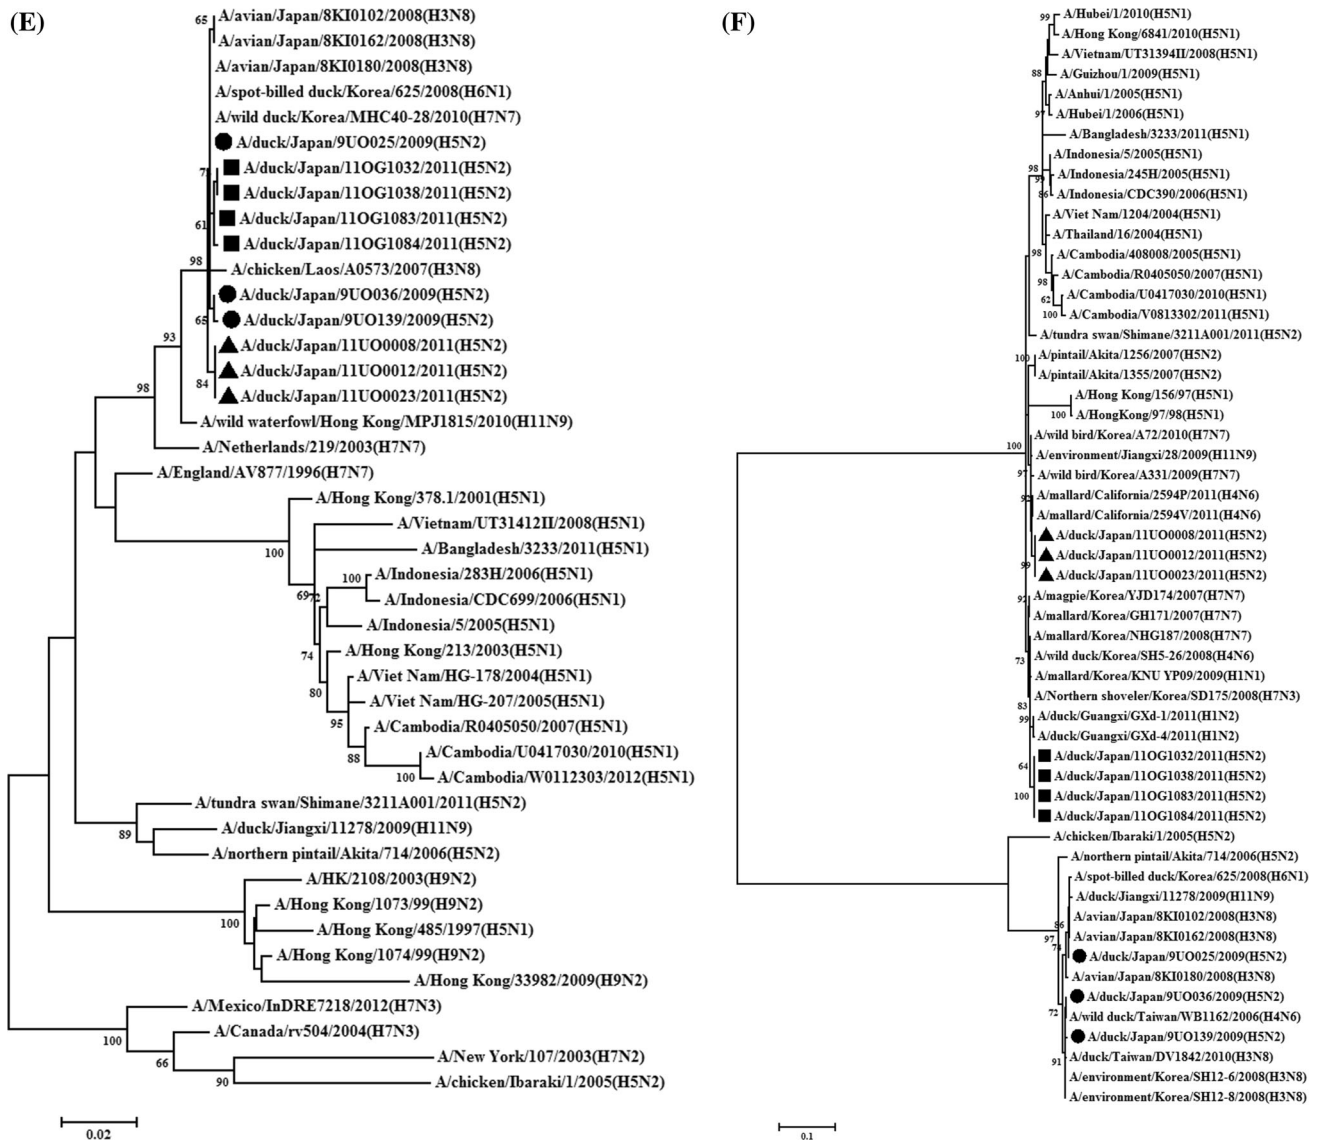 (E)
65
A/avian/Japan/8KI0102/2008(H3N8)
A/avian/Japan/8KI0162/2008(H3N8)
A/avian/Japan/8KI0180/2008(H3N8)
A/spot-billed duck/Korea/625/2008(H6N1)
A/wild duck/Korea/MHC40-28/2010(H7N7)
A/duck/Japan/9UO025/2009(H5N2)
A/duck/Japan/11OG1032/2011(H5N2)
A/duck/Japan/11OG1038/2011(H5N2)
61
A/duck/Japan/11OG1083/2011(H5N2)
A/duck/Japan/11OG1084/2011(H5N2)
98
A/chicken/Laos/A0573/2007(H3N8)
A/duck/Japan/9UO036/2009(H5N2)
65
A/duck/Japan/9UO139/2009(H5N2)
93
A/duck/Japan/11UO0008/2011(H5N2)
A/duck/Japan/11UO0012/2011(H5N2)
98
84
A/duck/Japan/11UO0023/2011(H5N2)
A/wild waterfowl/Hong Kong/MPJ1815/2010(H11N9)
A/Netherlands/219/2003(H7N7)
A/England/AV877/1996(H7N7)
A/Hong Kong/378.1/2001(H5N1)
A/Vietnam/UT31412II/2008(H5N1)
100
A/Bangladesh/3233/2011(H5N1)
100
A/Indonesia/283H/2006(H5N1)
69
72
A/Indonesia/CDC699/2006(H5N1)
A/Indonesia/5/2005(H5N1)
74
A/Hong Kong/213/2003(H5N1)
A/Viet Nam/HG-178/2004(H5N1)
80
A/Viet Nam/HG-207/2005(H5N1)
95
A/Cambodia/R0405050/2007(H5N1)
88
A/Cambodia/U0417030/2010(H5N1)
100
A/Cambodia/W0112303/2012(H5N1)
A/tundra swan/Shimane/3211A001/2011(H5N2)
89
A/duck/Jiangxi/11278/2009(H11N9)
A/northern pintail/Akita/714/2006(H5N2)
A/HK/2108/2003(H9N2)
A/Hong Kong/1073/99(H9N2)
100
A/Hong Kong/485/1997(H5N1)
A/Hong Kong/1074/99(H9N2)
A/Hong Kong/33982/2009(H9N2)
A/Mexico/InDRE7218/2012(H7N3)
100
A/Canada/rv504/2004(H7N3)
66
A/New York/107/2003(H7N2)
90
A/chicken/Ibaraki/1/2005(H5N2)
0.02
(F)
99
A/Hubei/1/2010(H5N1)
A/Hong Kong/6841/2010(H5N1)
A/Vietnam/UT31394II/2008(H5N1)
88
A/Guizhou/1/2009(H5N1)
A/Anhui/1/2005(H5N1)
97
A/Hubei/1/2006(H5N1)
A/Bangladesh/3233/2011(H5N1)
A/Indonesia/5/2005(H5N1)
98
A/Indonesia/245H/2005(H5N1)
99
86
A/Indonesia/CDC390/2006(H5N1)
A/Viet Nam/1204/2004(H5N1)
A/Thailand/16/2004(H5N1)
98
A/Cambodia/408008/2005(H5N1)
98
A/Cambodia/R0405050/2007(H5N1)
62
A/Cambodia/U0417030/2010(H5N1)
100
A/Cambodia/V0813302/2011(H5N1)
A/tundra swan/Shimane/3211A001/2011(H5N2)
100
A/pintail/Akita/1256/2007(H5N2)
A/pintail/Akita/1355/2007(H5N2)
A/Hong Kong/156/97(H5N1)
100
A/HongKong/97/98(H5N1)
A/wild bird/Korea/A72/2010(H7N7)
100
A/environment/Jiangxi/28/2009(H11N9)
97
A/wild bird/Korea/A331/2009(H7N7)
A/mallard/California/2594P/2011(H4N6)
A/mallard/California/2594V/2011(H4N6)
A/duck/Japan/11UO0008/2011(H5N2)
A/duck/Japan/11UO0012/2011(H5N2)
99
A/duck/Japan/11UO0023/2011(H5N2)
A/magpie/Korea/YJD174/2007(H7N7)
A/mallard/Korea/GH171/2007(H7N7)
A/mallard/Korea/NHG187/2008(H7N7)
73
A/wild duck/Korea/SH5-26/2008(H4N6)
A/mallard/Korea/KNU YP09/2009(H1N1)
A/Northern shoveler/Korea/SD175/2008(H7N3)
83
99
A/duck/Guangxi/GXd-1/2011(H1N2)
A/duck/Guangxi/GXd-4/2011(H1N2)
A/duck/Japan/11OG1032/2011(H5N2)
64
A/duck/Japan/11OG1038/2011(H5N2)
100
A/duck/Japan/11OG1083/2011(H5N2)
A/duck/Japan/11OG1084/2011(H5N2)
A/chicken/Ibaraki/1/2005(H5N2)
A/northern pintail/Akita/714/2006(H5N2)
A/spot-billed duck/Korea/625/2008(H6N1)
A/duck/Jiangxi/11278/2009(H11N9)
A/avian/Japan/8KI0102/2008(H3N8)
86
A/avian/Japan/8KI0162/2008(H3N8)
97
74
A/duck/Japan/9UO025/2009(H5N2)
A/avian/Japan/8KI0180/2008(H3N8)
A/duck/Japan/9UO036/2009(H5N2)
72
A/wild duck/Taiwan/WB1162/2006(H4N6)
A/duck/Japan/9UO139/2009(H5N2)
91
A/duck/Taiwan/DV1842/2010(H3N8)
A/environment/Korea/SH12-6/2008(H3N8)
A/environment/Korea/SH12-8/2008(H3N8)
0.1